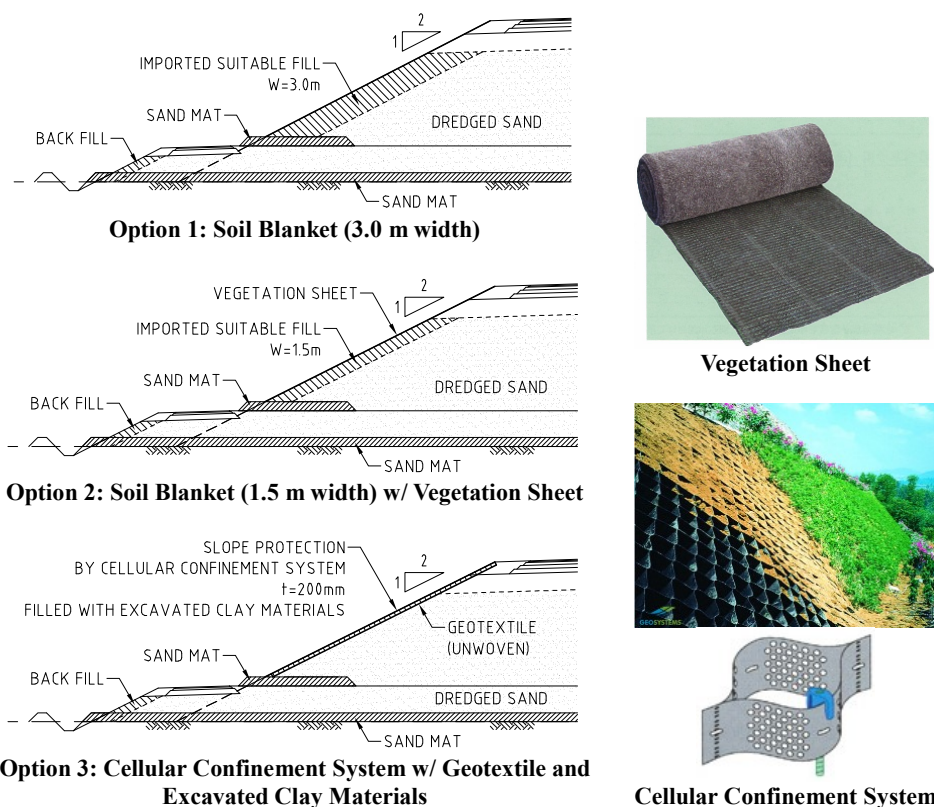 2
1
IMPORTED SUITABLE FILL
W=3.0m
SAND MAT
DREDGED SAND
BACK FILL
SAND MAT
Option 1: Soil Blanket (3.0 m width)
2
1
VEGETATION SHEET
IMPORTED SUITABLE FILL
W=1.5m
SAND MAT
DREDGED SAND
BACK FILL
SAND MAT
Option 2: Soil Blanket (1.5 m width) w/ Vegetation Sheet
2
1
SLOPE PROTECTION
BY CELLULAR CONFINEMENT SYSTEM
t=200mm
FILLED WITH EXCAVATED CLAY MATERIALS
GEOTEXTILE
(UNWOVEN)
SAND MAT
BACK FILL
DREDGED SAND
SAND MAT
Option 3: Cellular Confinement System w/ Geotextile and
Excavated Clay Materials
Vegetation Sheet
GEOSYSTEMS
Cellular Confinement System